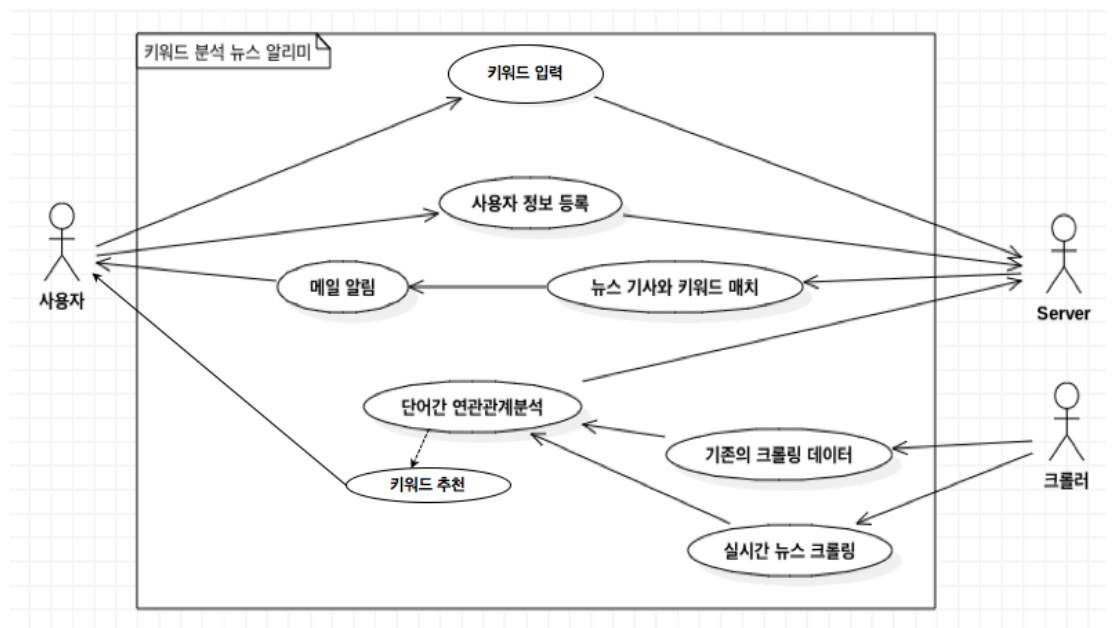 키워드 분석 뉴스 알리미
키워드 입력
사용자 정보 등록
사용자
메일 알림
뉴스 기사와 키워드 매치
Server
단어간 연관관계분석
기존의 크롤링 데이터
크롤러
키워드 추천
실시간 뉴스 크롤링